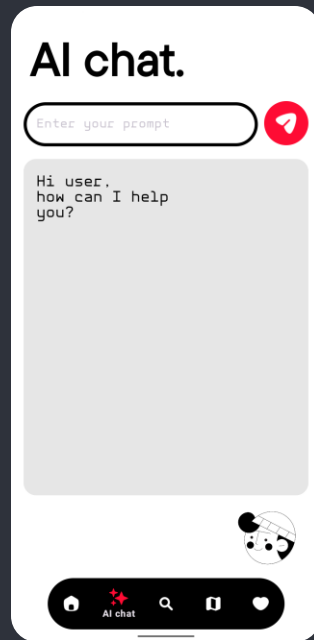 AI chat.
Enter your prompt
Hi user,
how can I help
you?
AI chat